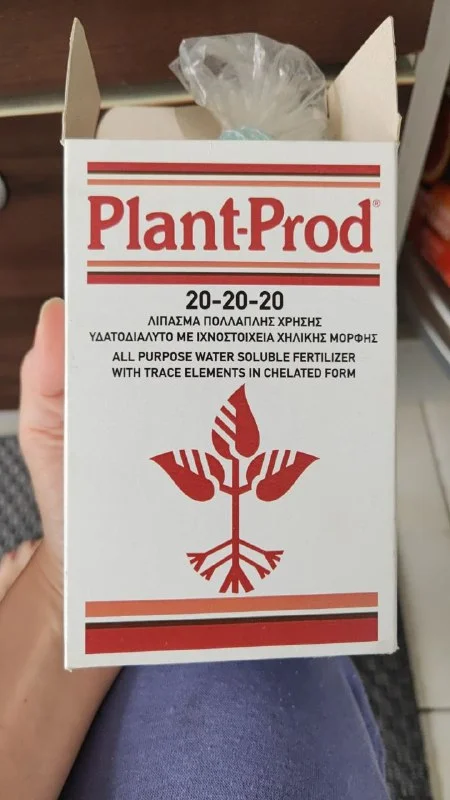 Plant-Prod®
20-20-20
ΛΙΠΑΣΜΑ ΠΟΛΛΑΠΛΗΣ ΧΡΗΣΗΣ
ΥΔΑΤΟΔΙΑΛΥΤΟ ΜΕ ΙΧΝΟΣΤΟΙΧΕΙΑ ΧΗΛΙΚΗΣ ΜΟΡΦΗΣ
ALL PURPOSE WATER SOLUBLE FERTILIZER
WITH TRACE ELEMENTS IN CHELATED FORM